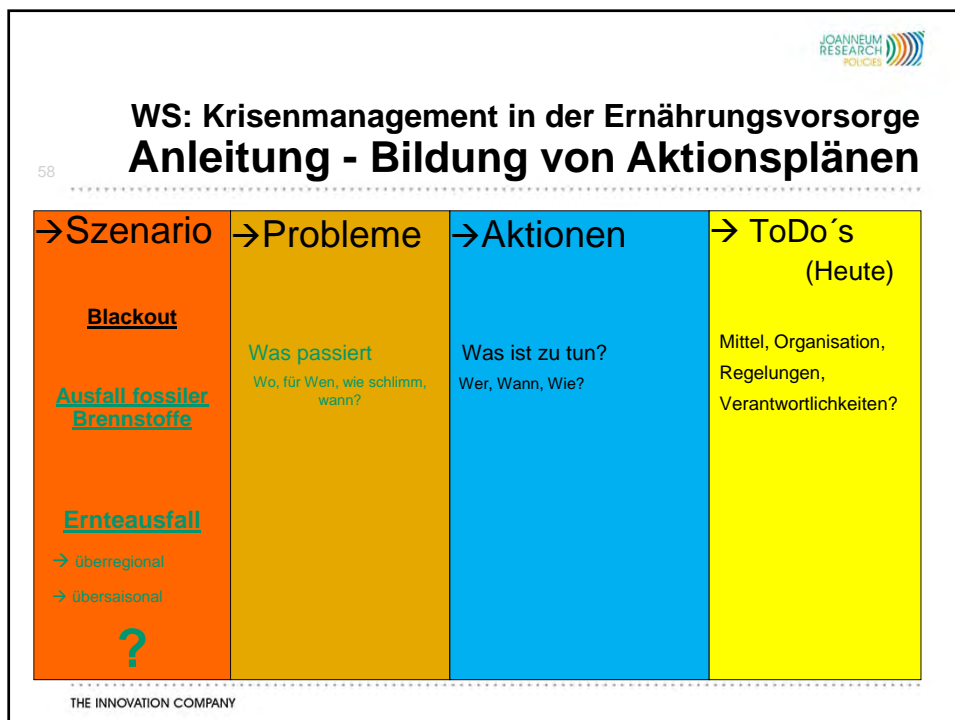 JOANNEUM
RESEARCH
POLICIES
WS: Krisenmanagement in der Ernährungsvorsorge
58
Anleitung - Bildung von Aktionsplänen
→Szenario
Blackout
Ausfall fossiler
Brennstoffe
Ernteausfall
→ überregional
→ übersaisonal
?
→Probleme
Was passiert
Wo, für Wen, wie schlimm,
wann?
→Aktionen
Was ist zu tun?
Wer, Wann, Wie?
→ ToDo´s
(Heute)
Mittel, Organisation,
Regelungen,
Verantwortlichkeiten?
THE INNOVATION COMPANY